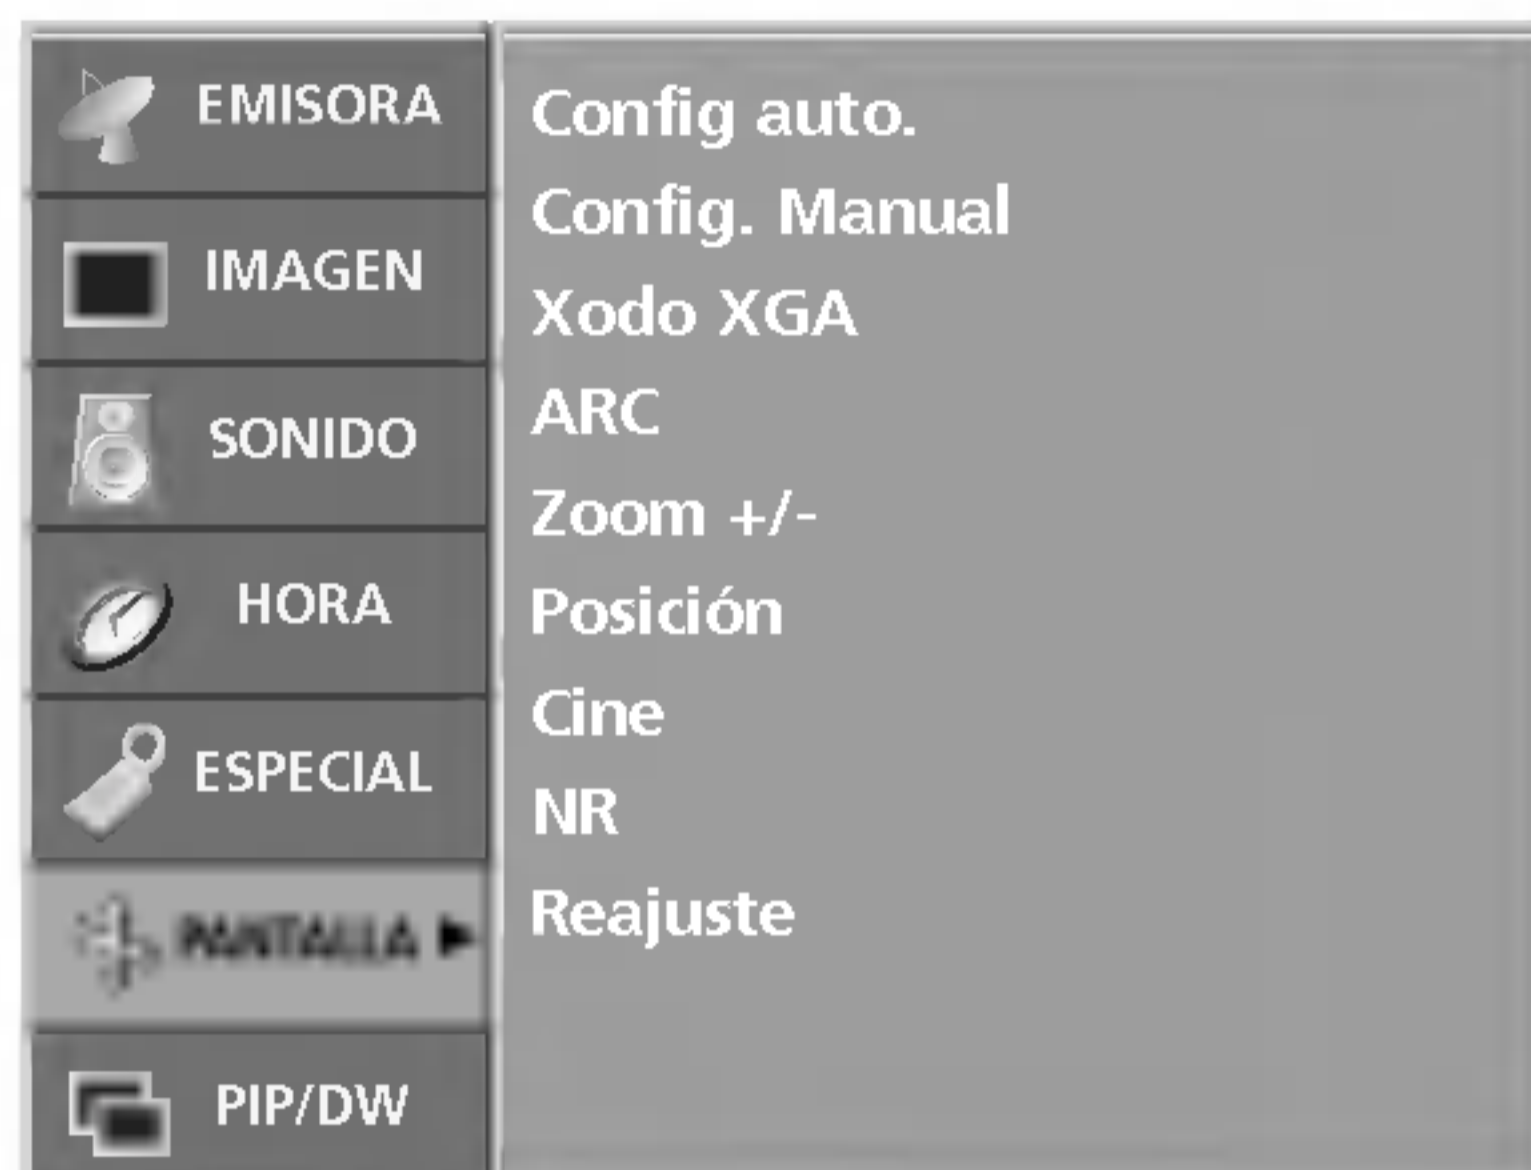 EMISORA
IMAGEN
SONIDO
HORA
ESPECIAL
PANTALLA
PIP/DW
Config auto.
Config. Manual
Xodo XGA
ARC
Zoom +/-
Posición
Cine
NR
Reajuste